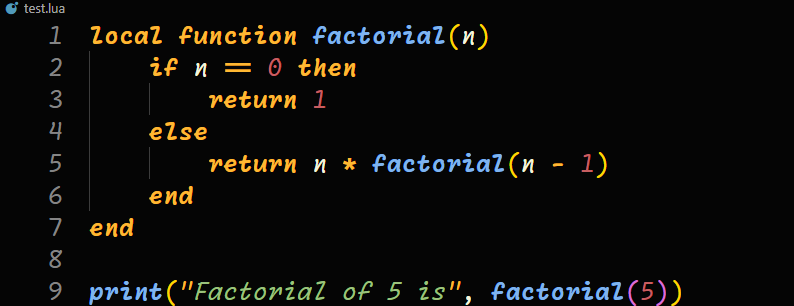 test.lua
1 local function factorial(n)
2     if n == 0 then
3         return 1
4     else
5         return n * factorial(n - 1)
6     end
7 end
8
9 print("Factorial of 5 is", factorial(5))